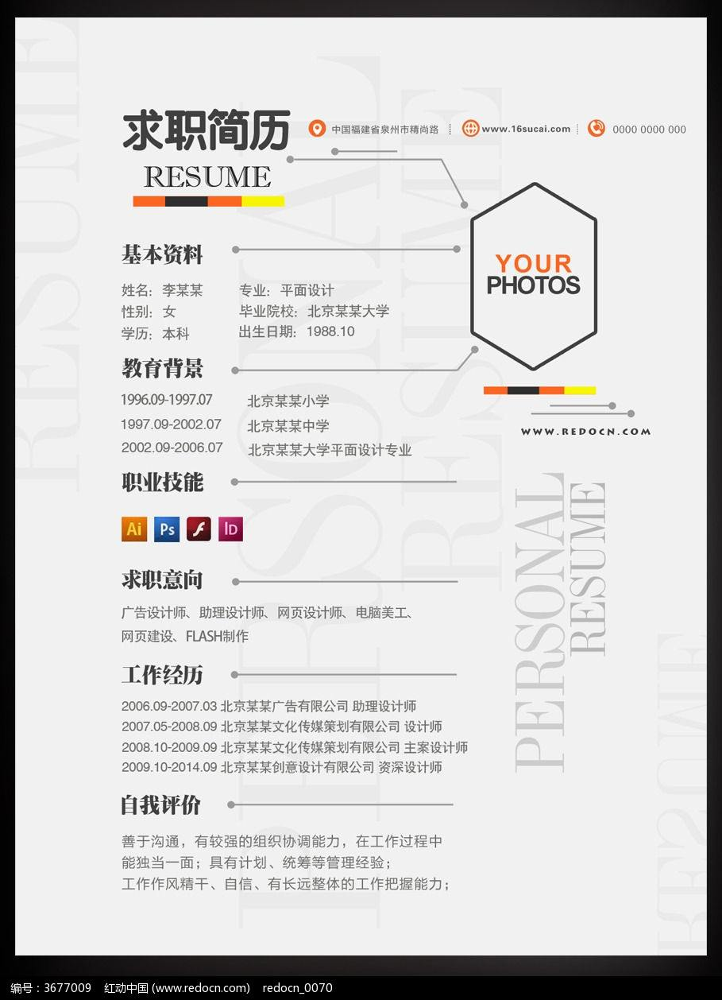 求职简历
RESUME
中国福建省泉州市精尚路
www.16sucai.com
0000 0000 000
YOUR
PHOTOS
基本资料
姓名：李某某 专业：平面设计
性别：女 毕业院校：北京某某大学
学历：本科 出生日期：1988.10
教育背景
1996.09-1997.07 北京某某小学
1997.09-2002.07 北京某某中学
2002.09-2006.07 北京某某大学平面设计专业
WWW.REDOCN.COM
职业技能
Ai Ps ID
求职意向
广告设计师、助理设计师、网页设计师、电脑美工、
网页建设、FLASH制作
工作经历
2006.09-2007.03 北京某某广告有限公司 助理设计师
2007.05-2008.09 北京某某文化传媒策划有限公司 设计师
2008.10-2009.09 北京某某文化传媒策划有限公司 主案设计师
2009.10-2014.09 北京某某创意设计有限公司 资深设计师
自我评价
善于沟通，有较强的组织协调能力，在工作过程中
能独当一面；具有计划、统筹等管理经验；
工作作风精干、自信、有长远整体的工作把握能力；
PERSONAL
RESUME
RESUME
PERSONAL
RESUME
RESUME
编号：3677009 红动中国 (www.redocn.com) redocn_0070